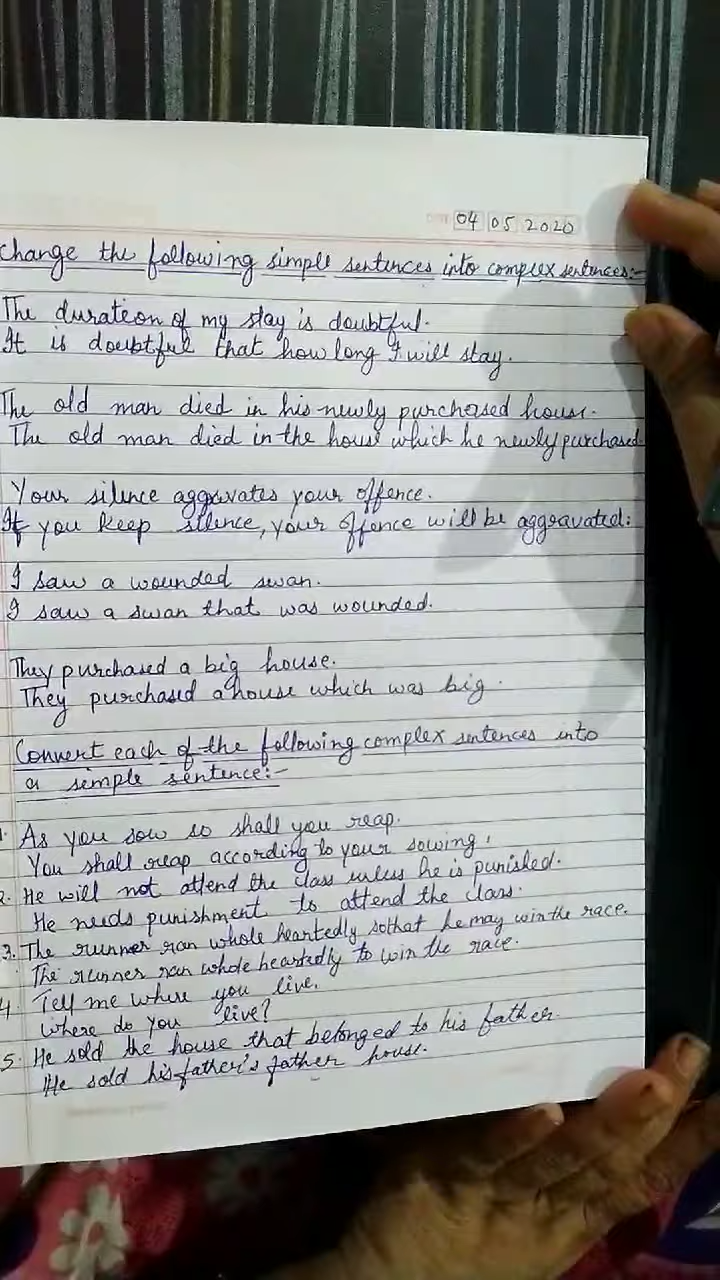 04 05 2020
Change the following simple sentences into complex sentences:-
The duration of my stay is doubtful.
It is doubtful that how long I will stay.
The old man died in his newly purchased house.
The old man died in the house which he newly purchased.
Your silence aggravates your offence.
If you keep silence, your offence will be aggravated:
I saw a wounded swan.
I saw a swan that was wounded.
They purchased a big house.
They purchased a house which was big.
Convert each of the following complex sentences into
a simple sentence:-
1. As you sow so shall you reap.
You shall reap according to your sowing.
2. He will not attend the class unless he is punished.
He needs punishment to attend the class.
3. The runner ran whole heartedly so that he may win the race.
The runner ran whole heartedly to win the race.
4. Tell me where you live.
Where do you live?
5. He sold the house that belonged to his father.
He sold his father's father house.